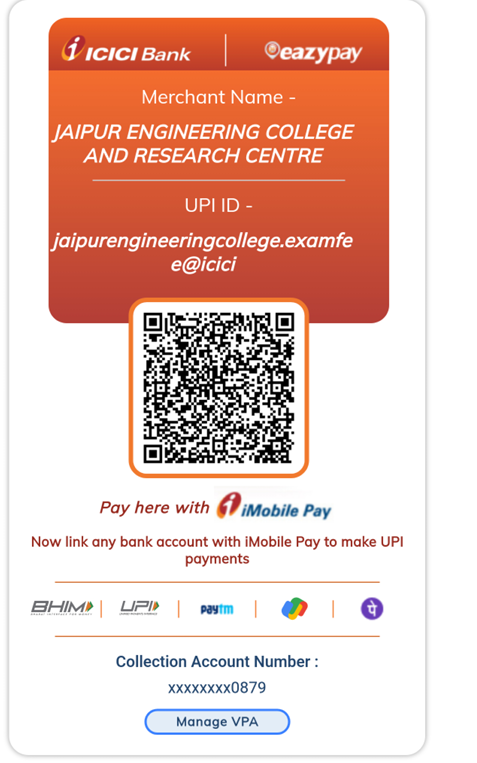 ICICI Bank | eazypay
Merchant Name -
JAIPUR ENGINEERING COLLEGE
AND RESEARCH CENTRE
UPI ID -
jaipurengineeringcollege.examfe
e@icici
Pay here with iMobile Pay
Now link any bank account with iMobile Pay to make UPI
payments
BHIM | UPI | paytm | | पे
Collection Account Number :
xxxxxxxx0879
Manage VPA